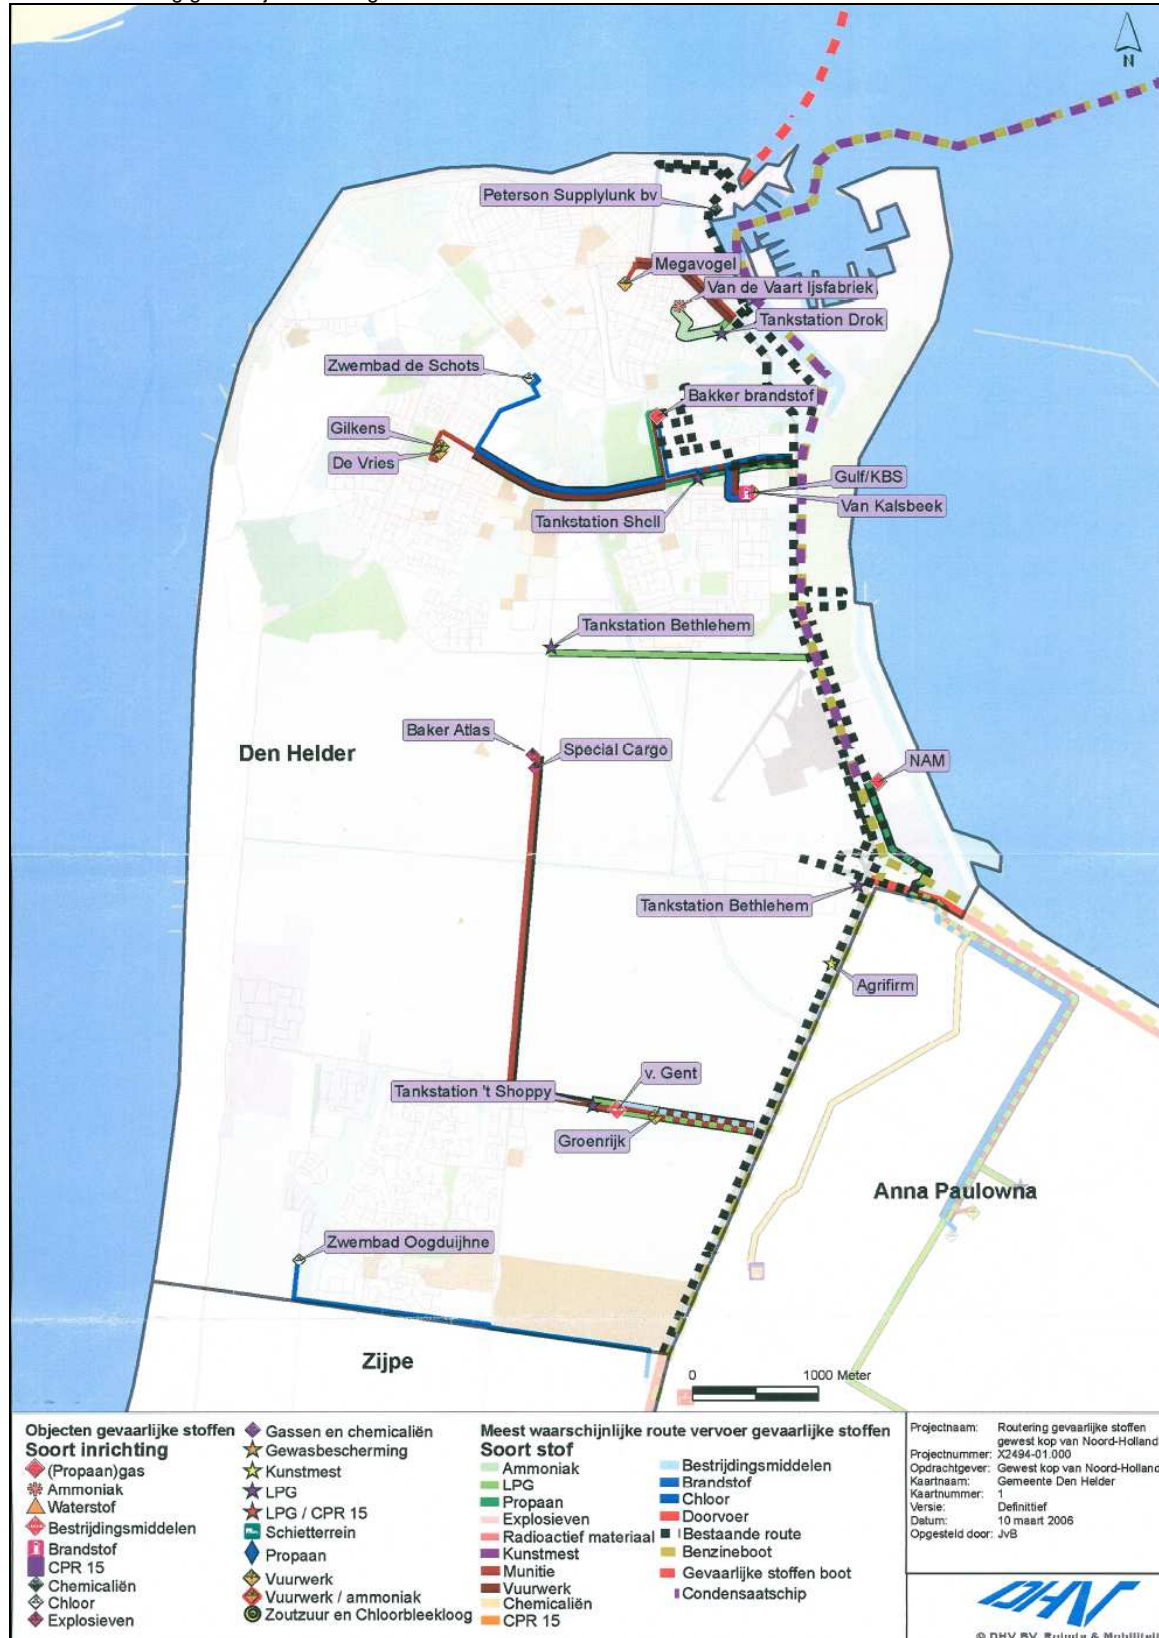 N
Peterson Supplylunk bv
Megavogel
Van de Vaart Ijsfabriek
Tankstation Drok
Zwembad de Schots
Bakker brandstof
Gilkens
De Vries
Gulf/KBS
Van Kalsbeek
Tankstation Shell
Tankstation Bethlehem
Baker Atlas
Special Cargo
Den Helder
NAM
Tankstation Bethlehem
Agrifirm
v. Gent
Tankstation 't Shoppy
Groenrijk
Anna Paulowna
Zwembad Oogduijhne
Zijpe
0 1000 Meter
Objecten gevaarlijke stoffen
Soort inrichting
(Propaan)gas
Ammoniak
Waterstof
Bestrijdingsmiddelen
Brandstof
CPR 15
Chemicaliën
Chloor
Explosieven
Gassen en chemicaliën
Gewasbescherming
Kunstmest
LPG
LPG / CPR 15
Schietterrein
Propaan
Vuurwerk
Vuurwerk / ammoniak
Zoutzuur en Chloorbleekloog
Meest waarschijnlijke route vervoer gevaarlijke stoffen
Soort stof
Ammoniak
LPG
Propaan
Explosieven
Radioactief materiaal
Kunstmest
Munitie
Vuurwerk
Chemicaliën
CPR 15
Bestrijdingsmiddelen
Brandstof
Chloor
Doorvoer
Bestaande route
Benzineboot
Gevaarlijke stoffen boot
Condensaatschip
Projectnaam: Routering gevaarlijke stoffen
gewest kop van Noord-Holland
Projectnummer: X2494-01.000
Opdrachtgever: Gewest kop van Noord-Holland
Kaartnaam: Gemeente Den Helder
Kaartnummer: 1
Versie: Definitief
Datum: 10 maart 2006
Opgesteld door: JvB
DHV
© DHV BV, Ruimte & Mobiliteit